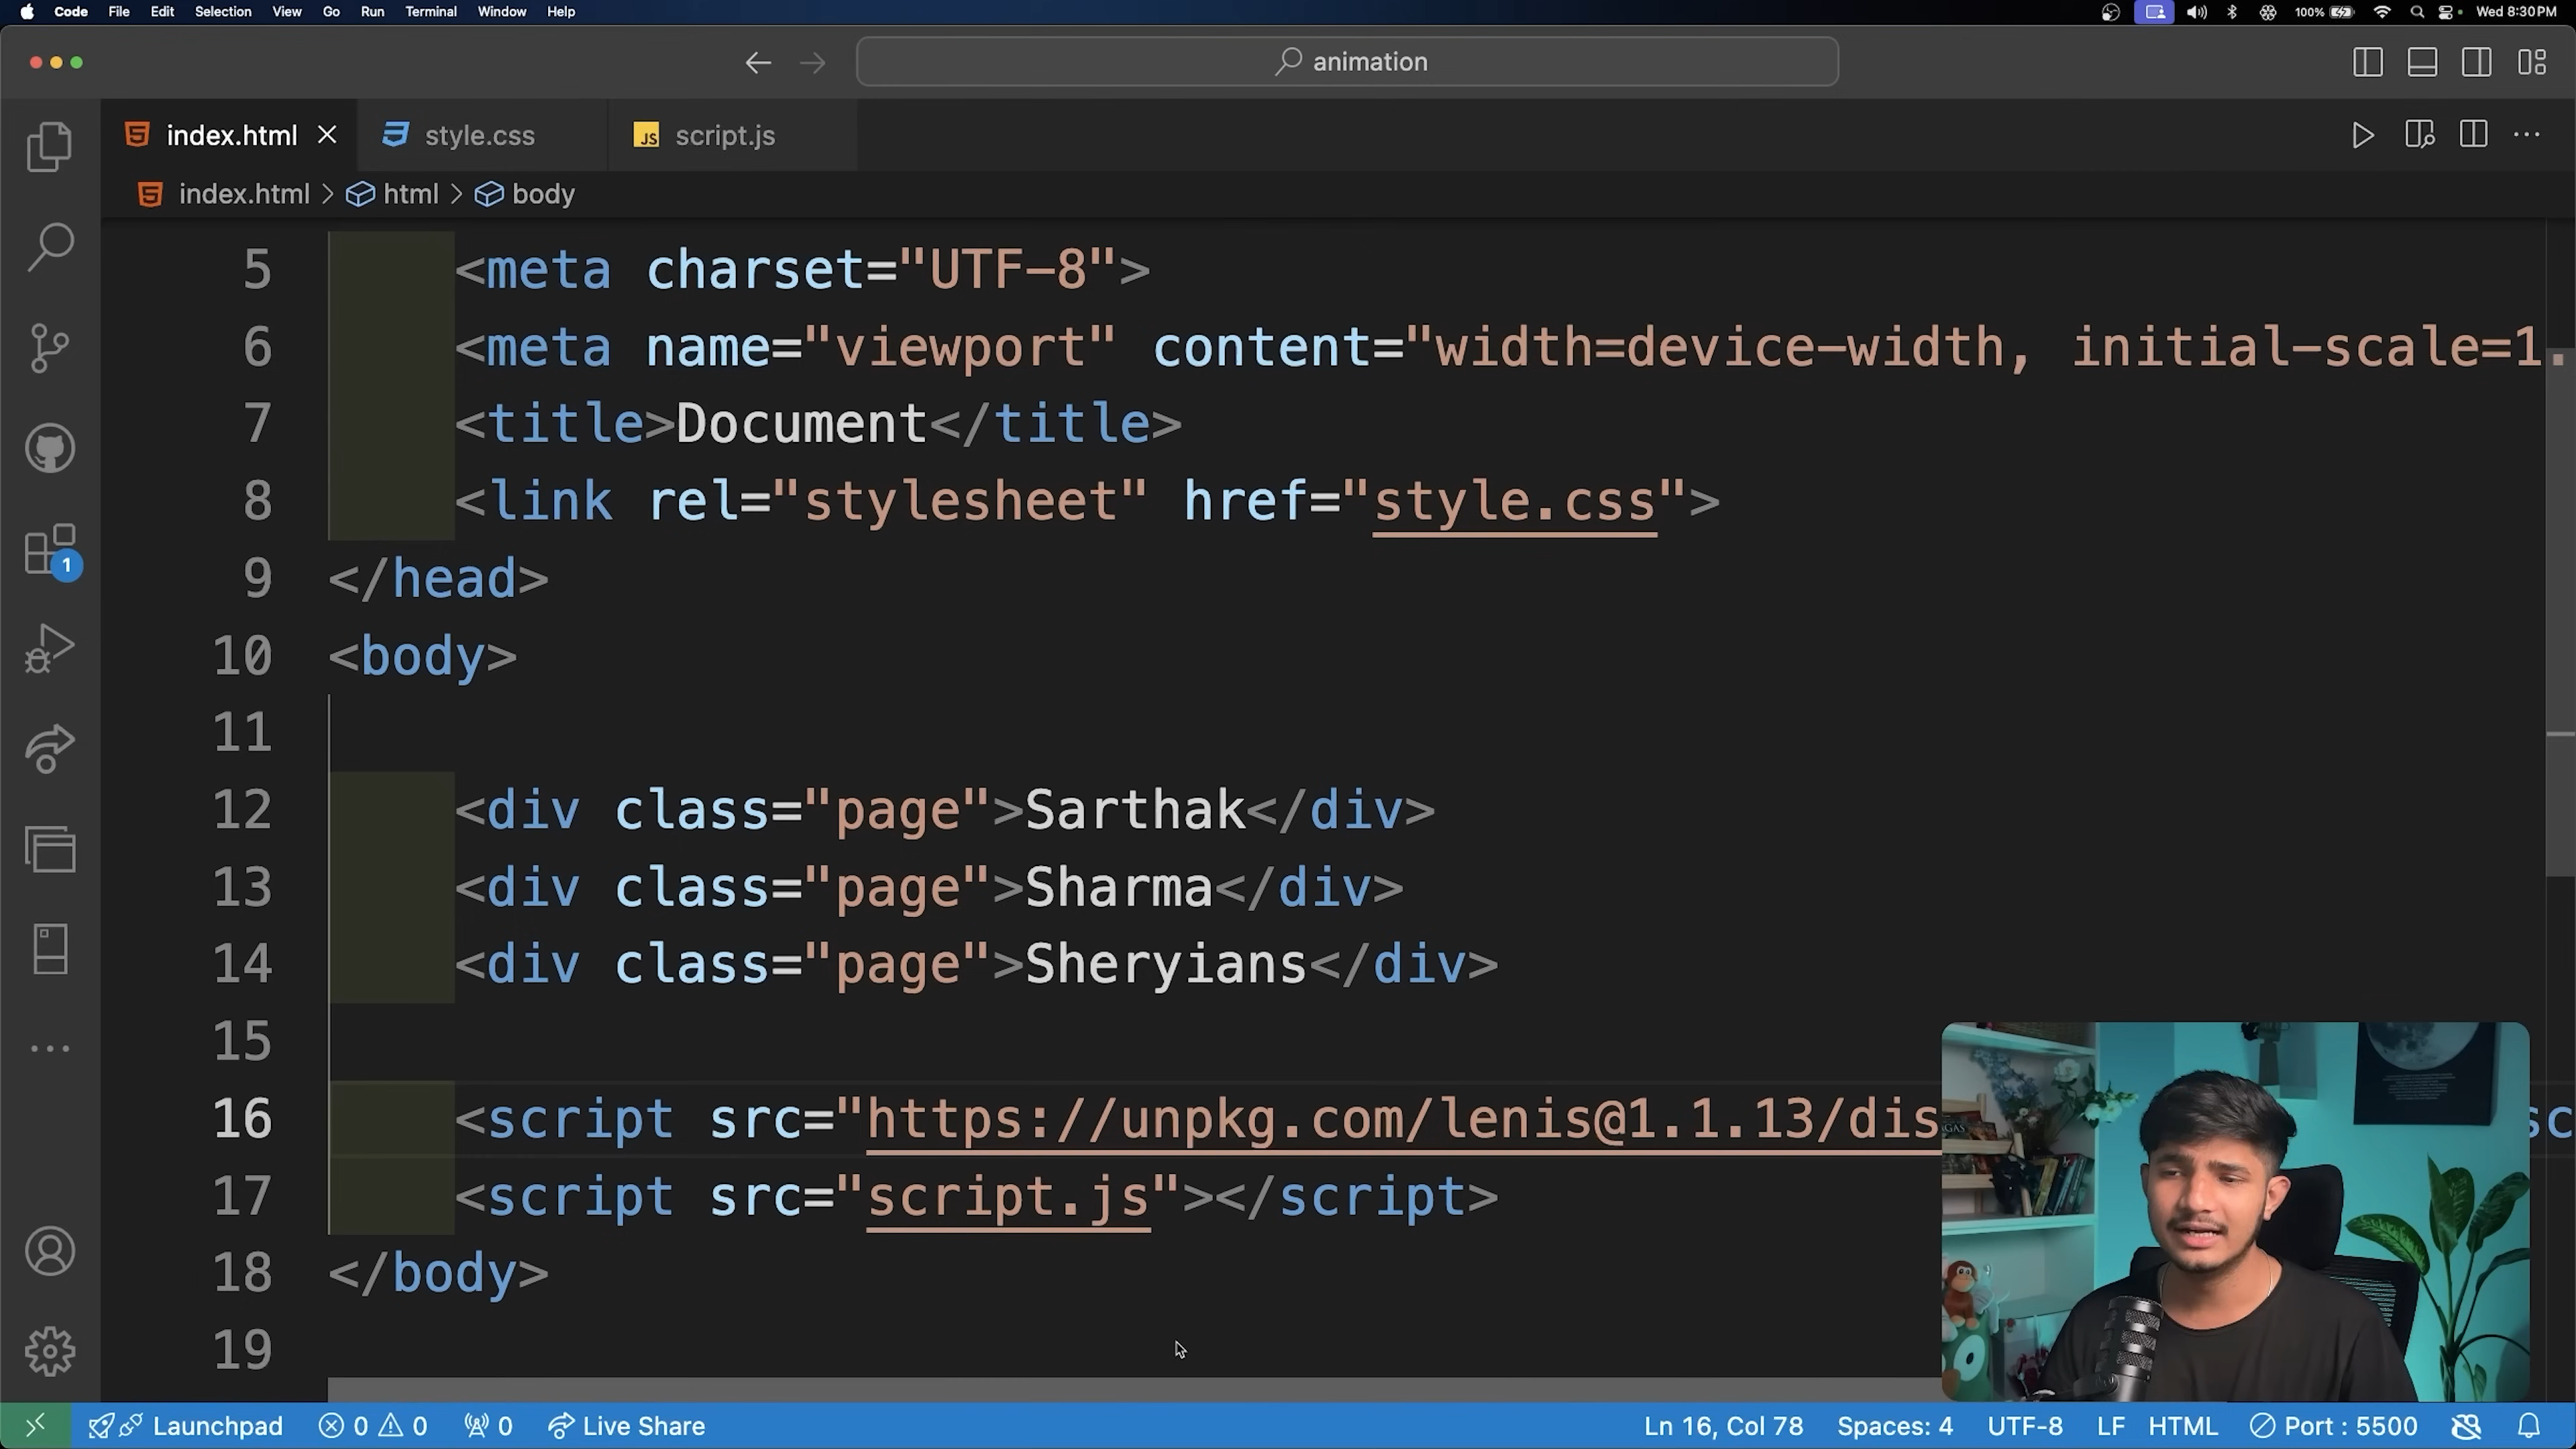 Code File Edit Selection View Go Run Terminal Window Help 100% Wed 8:30 PM
animation
index.html style.css JS script.js
index.html > html > body
5 <meta charset="UTF-8">
6 <meta name="viewport" content="width=device-width, initial-scale=1.
7 <title>Document</title>
8 <link rel="stylesheet" href="style.css">
9 </head>
10 <body>
11
12 <div class="page">Sarthak</div>
13 <div class="page">Sharma</div>
14 <div class="page">Sheryians</div>
15
16 <script src="https://unpkg.com/lenis@1.1.13/dis sc
17 <script src="script.js"></script>
18 </body>
19
1
Launchpad 0 0 0 Live Share Ln 16, Col 78 Spaces: 4 UTF-8 LF HTML Port : 5500